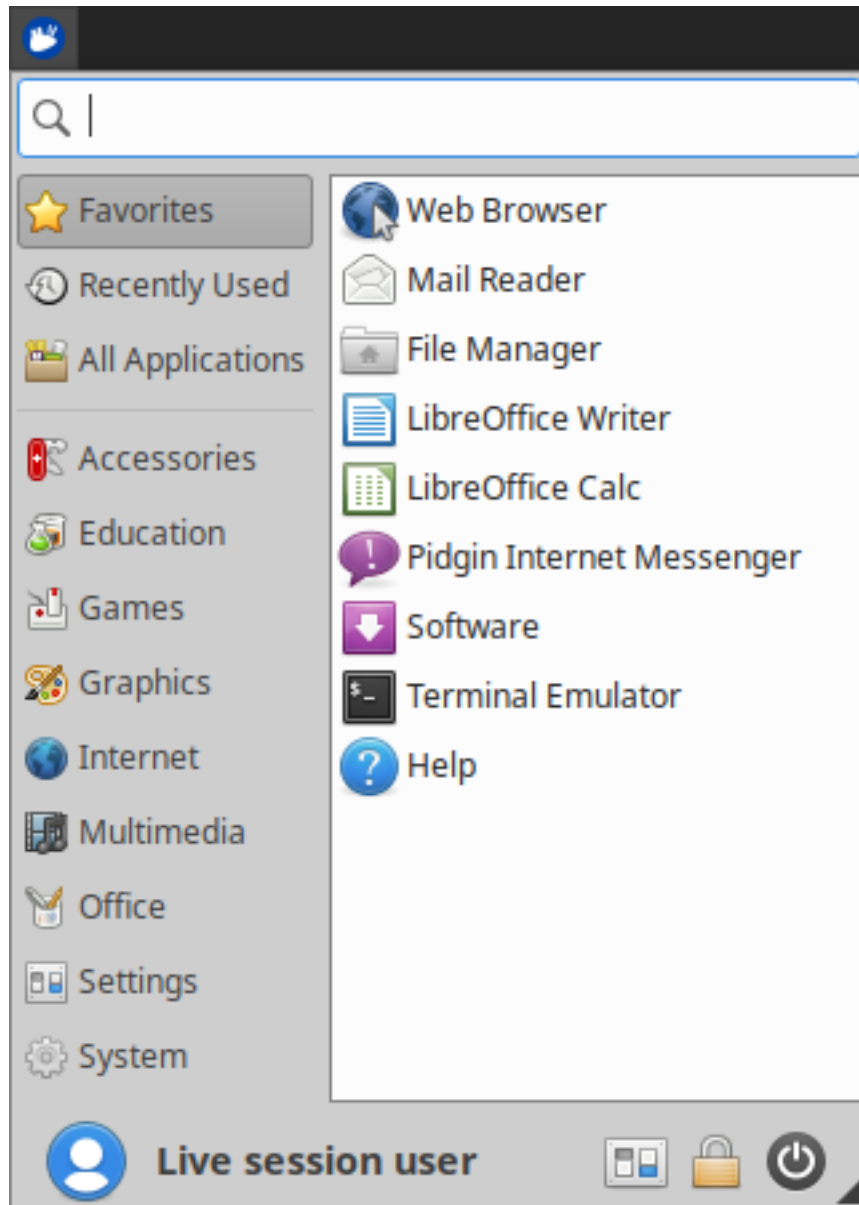 Favorites
Recently Used
All Applications
Accessories
Education
Games
Graphics
Internet
Multimedia
Office
Settings
System
Web Browser
Mail Reader
File Manager
LibreOffice Writer
LibreOffice Calc
Pidgin Internet Messenger
Software
Terminal Emulator
Help
Live session user